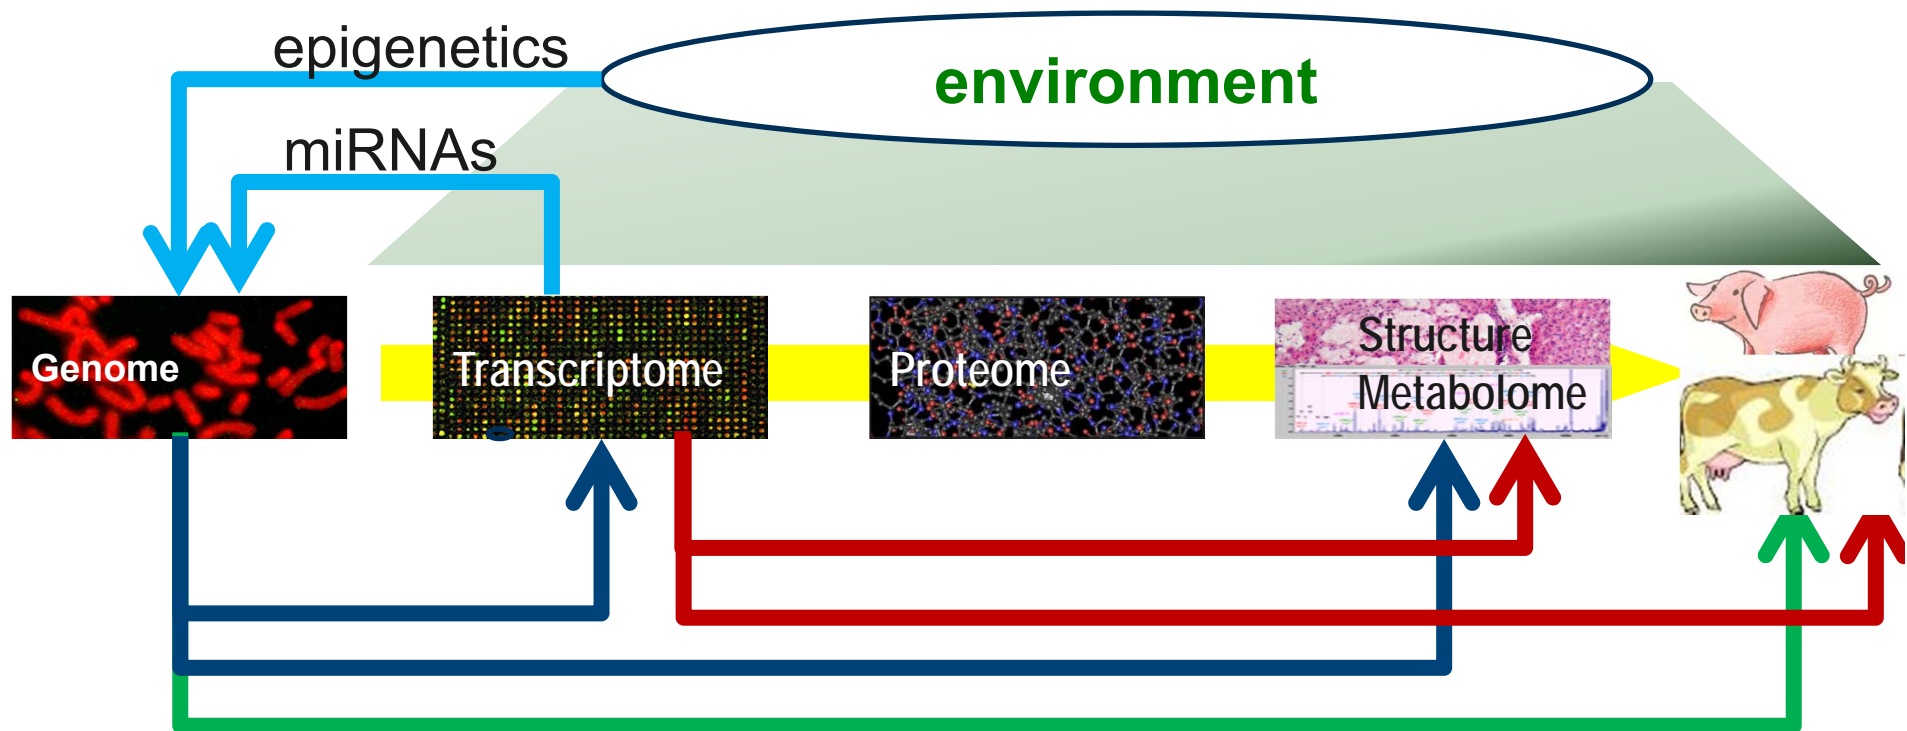 epigenetics
environment
miRNAs
Genome
Transcriptome
Proteome
Structure
Metabolome